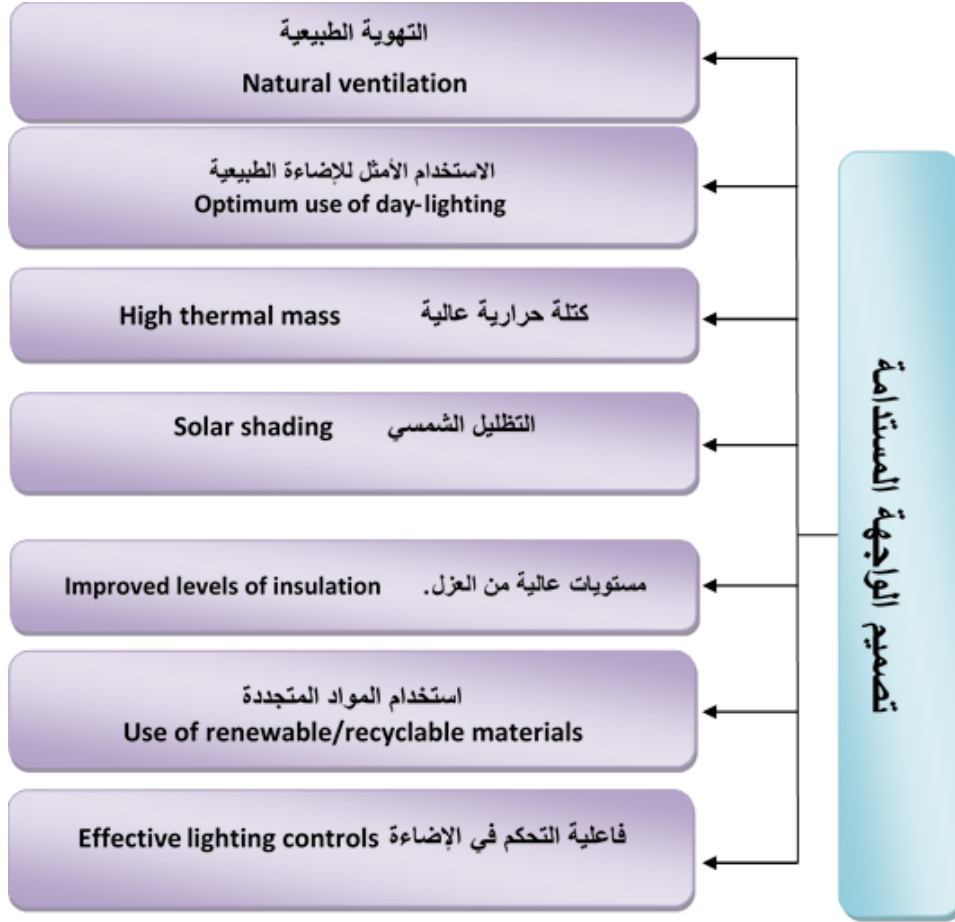 التهوية الطبيعية
Natural ventilation
الاستخدام الأمثل للإضاءة الطبيعية
Optimum use of day-lighting
High thermal mass كتلة حرارية عالية
Solar shading التظليل الشمسي
Improved levels of insulation مستويات عالية من العزل.
استخدام المواد المتجددة
Use of renewable/recyclable materials
Effective lighting controls فاعلية التحكم في الإضاءة
تصميم الواجهة المستدامة